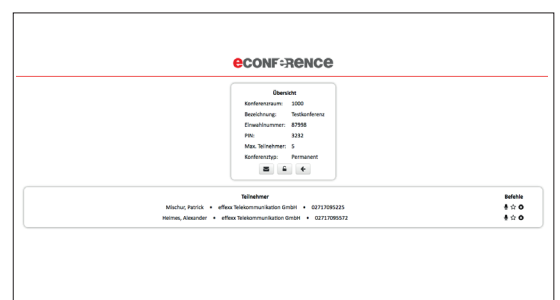 eCONFERENCE
Übersicht
Konferenzraum: 1000
Bezeichnung: Testkonferenz
Einwahlnummer: 87998
PIN: 3232
Max. Teilnehmer: 5
Konferenztyp: Permanent
Teilnehmer Befehle
Mischur, Patrick • effexx Telekommunikation GmbH • 02717095225
Heimes, Alexander • effexx Telekommunikation GmbH • 02717095572